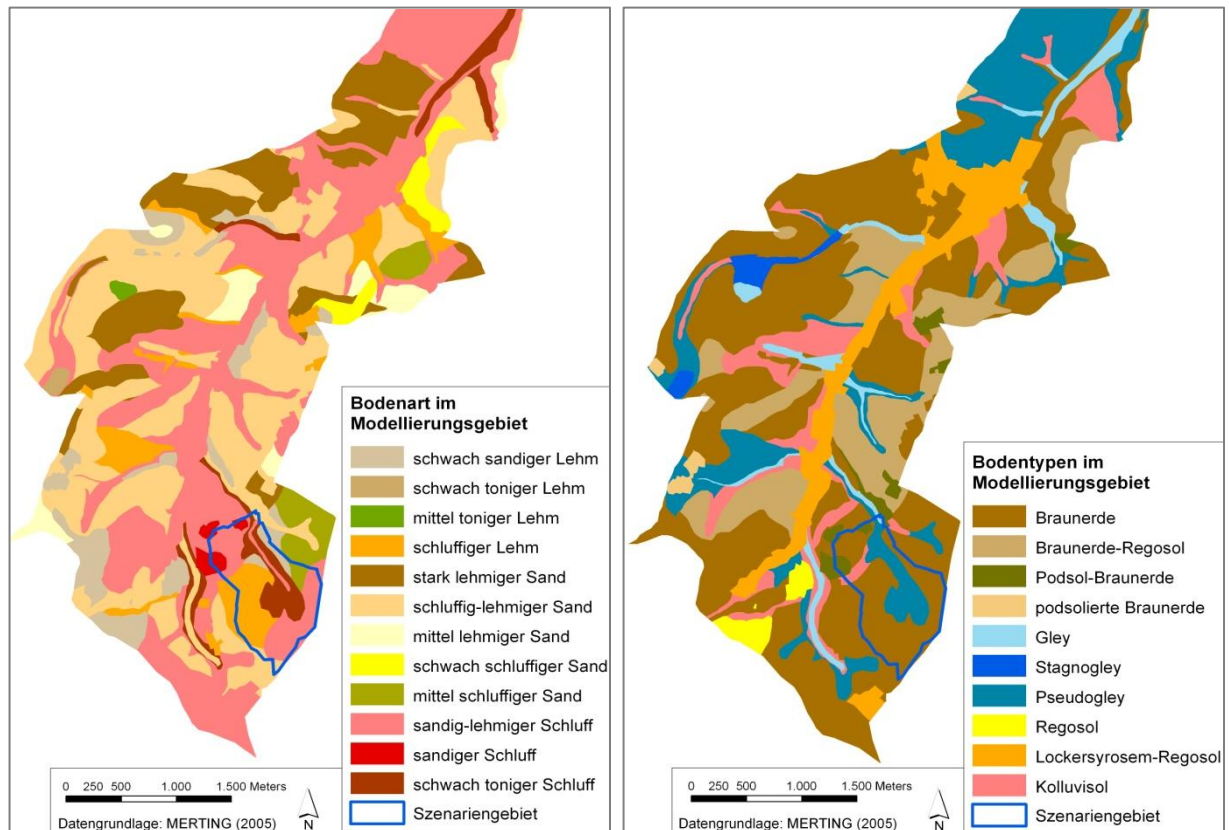 Bodenart im
Modellierungsgebiet
schwach sandiger Lehm
schwach toniger Lehm
mittel toniger Lehm
schluffiger Lehm
stark lehmiger Sand
schluffig-lehmiger Sand
mittel lehmiger Sand
schwach schluffiger Sand
mittel schluffiger Sand
sandig-lehmiger Schluff
sandiger Schluff
schwach toniger Schluff
Szenariengebiet
0 250 500 1.000 1.500 Meters
Datengrundlage: MERTING (2005)
N
Bodentypen im
Modellierungsgebiet
Braunerde
Braunerde-Regosol
Podsol-Braunerde
podsolierte Braunerde
Gley
Stagnogley
Pseudogley
Regosol
Lockersyrosem-Regosol
Kolluvisol
Szenariengebiet
0 250 500 1.000 1.500 Meters
Datengrundlage: MERTING (2005)
N